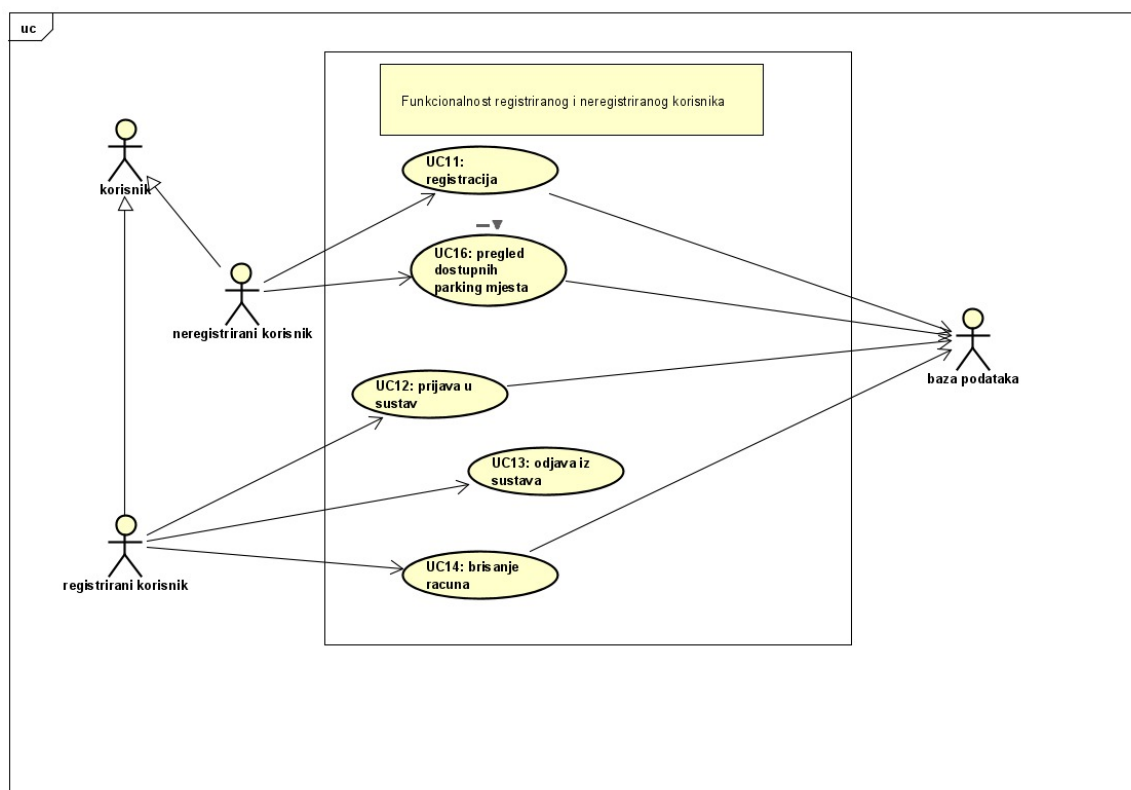 uc
Funkcionalnost registriranog i neregistriranog korisnika
korisnik
UC11:
registracija
UC16: pregled
dostupnih
parking mjesta
neregistrirani korisnik
baza podataka
UC12: prijava u
sustav
UC13: odjava iz
sustava
UC14: brisanje
racuna
registrirani korisnik